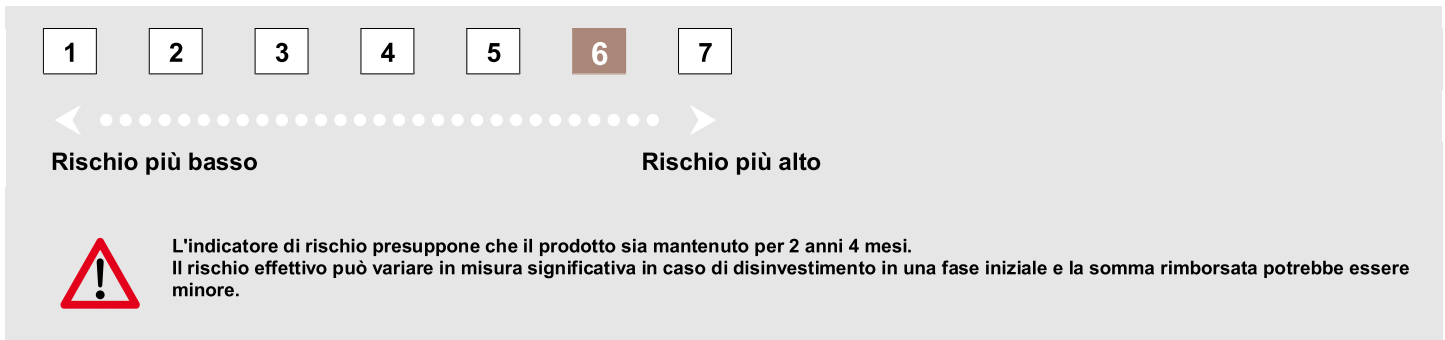 1 2 3 4 5 6 7
Rischio più basso Rischio più alto
L'indicatore di rischio presuppone che il prodotto sia mantenuto per 2 anni 4 mesi.
Il rischio effettivo può variare in misura significativa in caso di disinvestimento in una fase iniziale e la somma rimborsata potrebbe essere
minore.